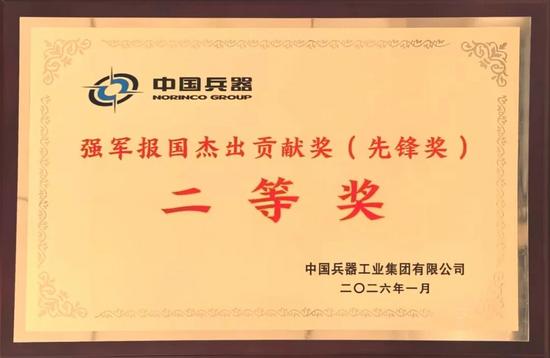 中国兵器
NORINCO GROUP
强军报国杰出贡献奖（先锋奖）
二等奖
中国兵器工业集团有限公司
二〇二六年一月